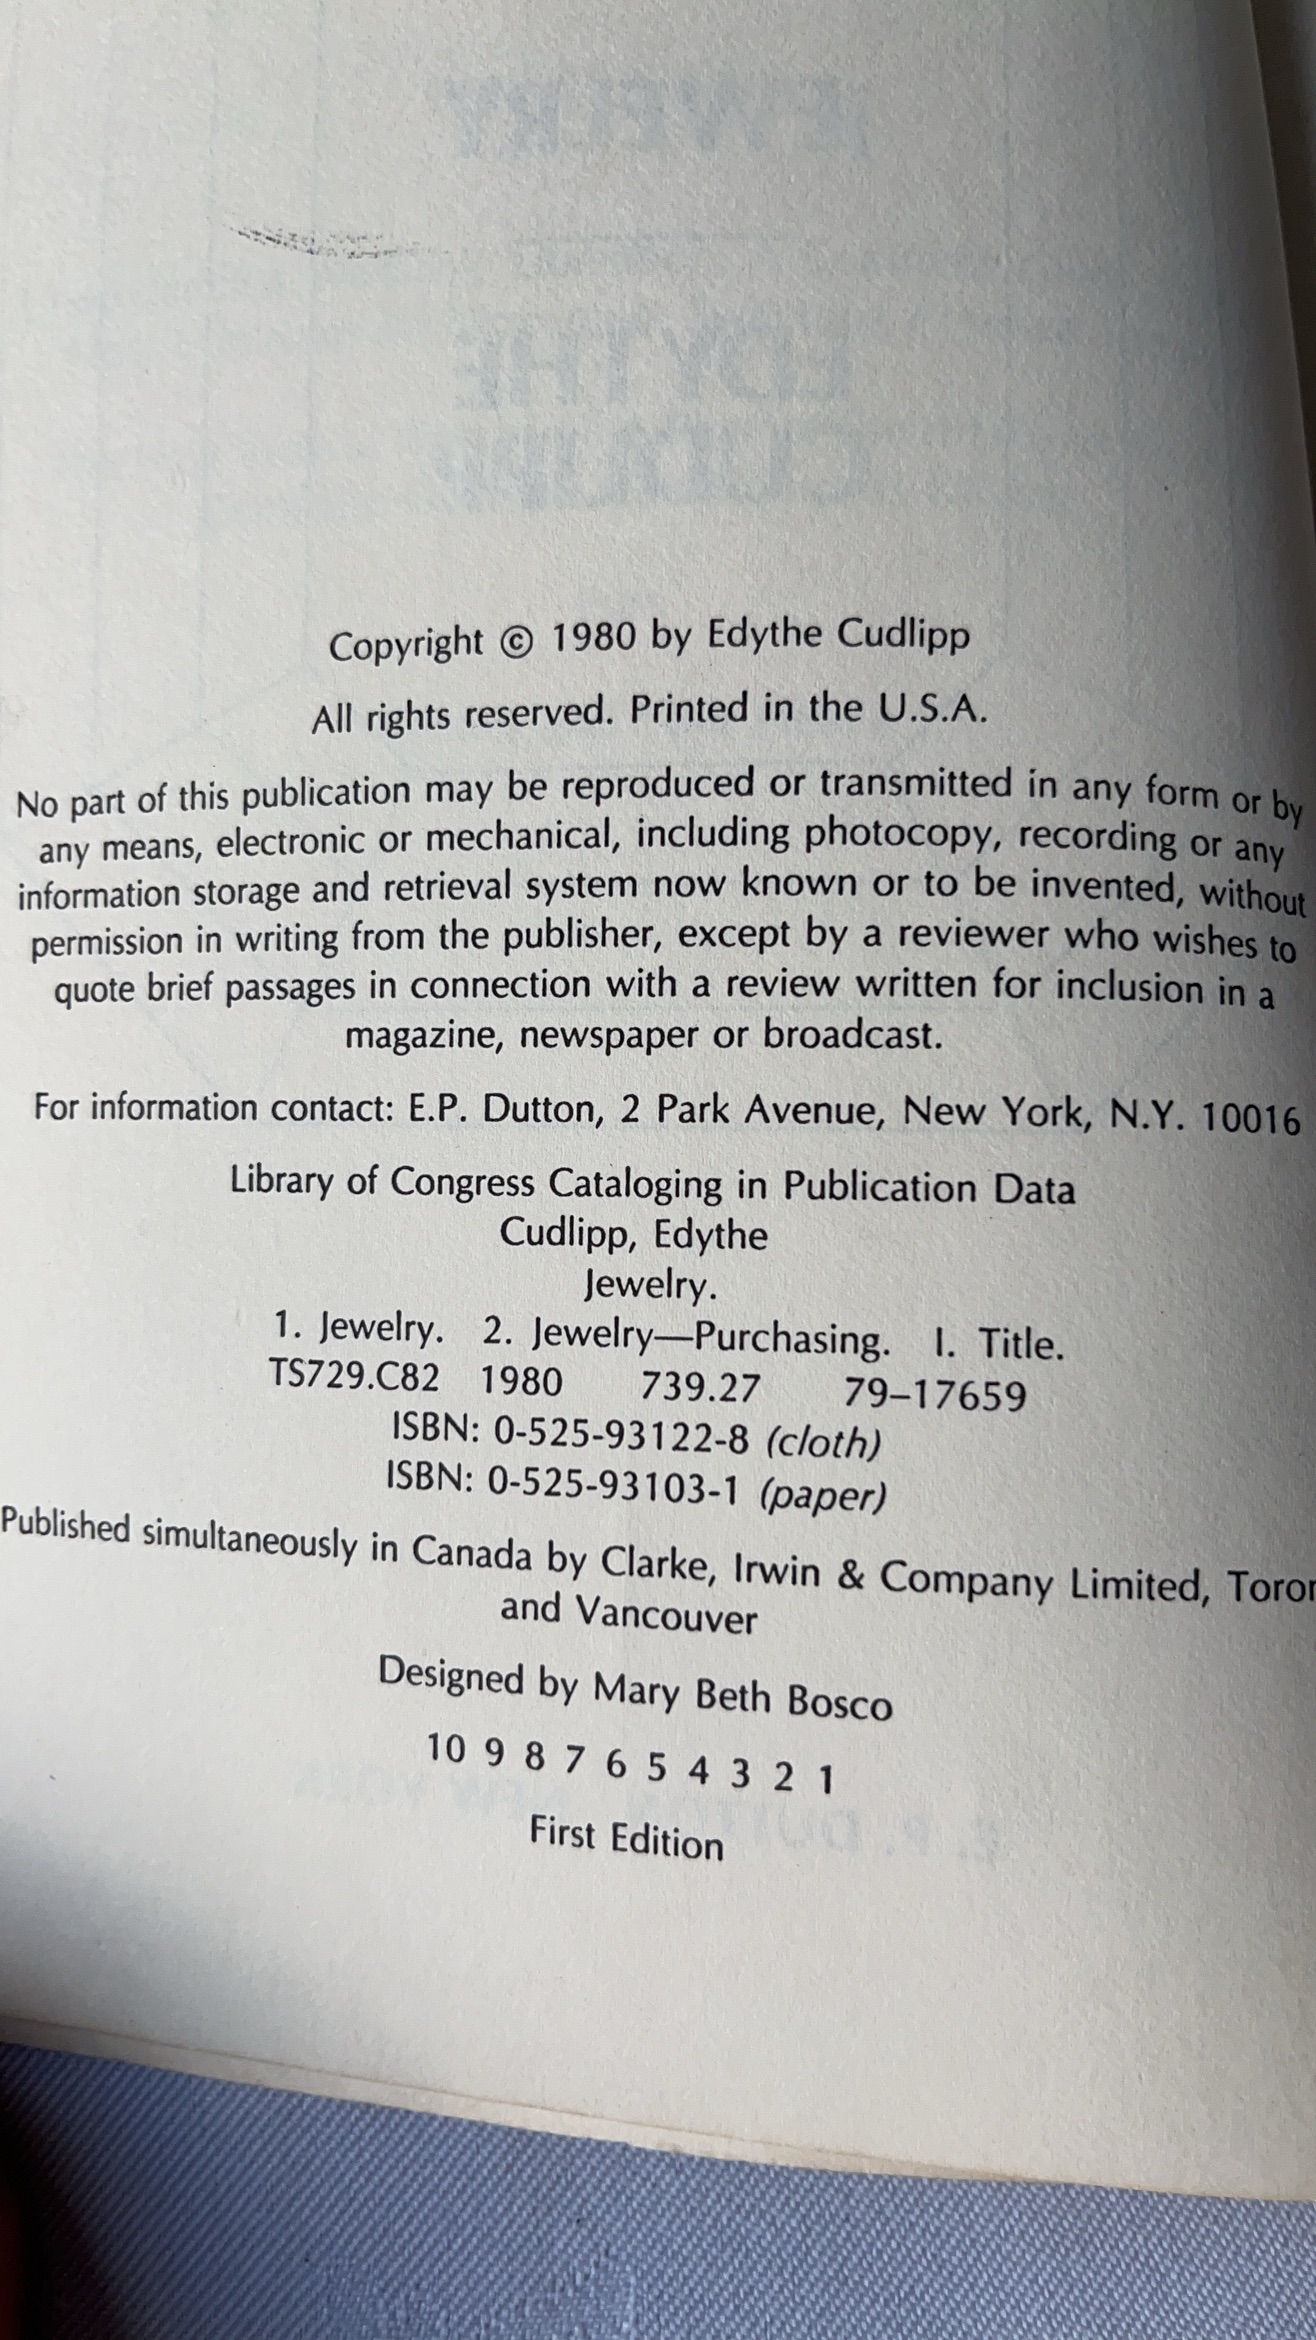 Copyright © 1980 by Edythe Cudlipp
All rights reserved. Printed in the U.S.A.
No part of this publication may be reproduced or transmitted in any form or by
any means, electronic or mechanical, including photocopy, recording or any
information storage and retrieval system now known or to be invented, without
permission in writing from the publisher, except by a reviewer who wishes to
quote brief passages in connection with a review written for inclusion in a
magazine, newspaper or broadcast.
For information contact: E.P. Dutton, 2 Park Avenue, New York, N.Y. 10016
Library of Congress Cataloging in Publication Data
Cudlipp, Edythe
Jewelry.
1. Jewelry. 2. Jewelry—Purchasing. I. Title.
TS729.C82 1980 739.27 79–17659
ISBN: 0-525-93122-8 (cloth)
ISBN: 0-525-93103-1 (paper)
Published simultaneously in Canada by Clarke, Irwin & Company Limited, Toron
and Vancouver
Designed by Mary Beth Bosco
10 9 8 7 6 5 4 3 2 1
First Edition